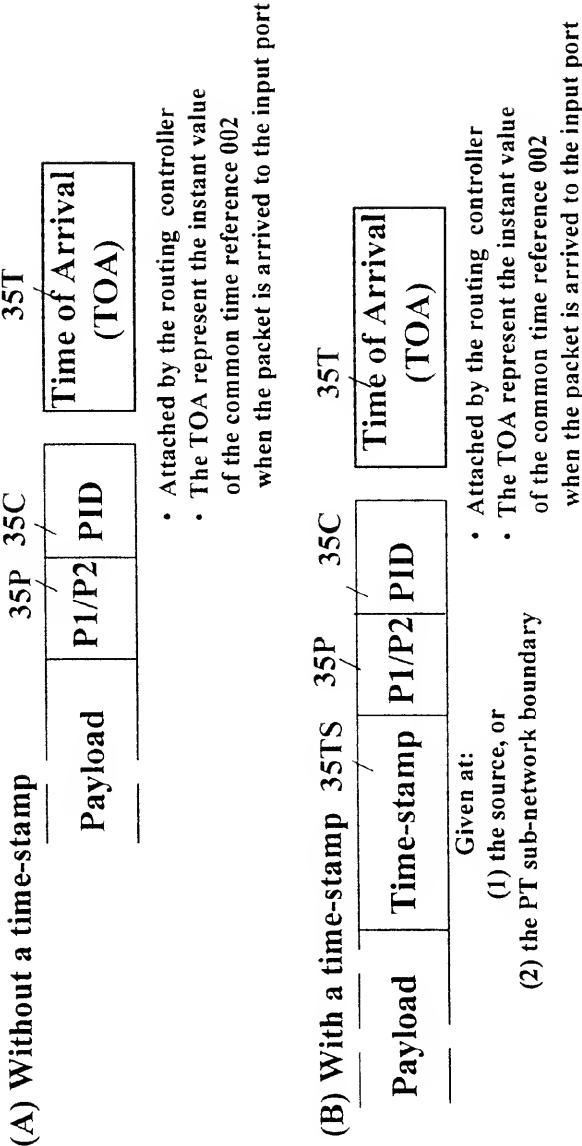 (A) Without a time-stamp
35P
35C
35T
Payload
P1/P2
PID
Time of Arrival
(TOA)
• Attached by the routing controller
• The TOA represent the instant value
of the common time reference 002
when the packet is arrived to the input port
(B) With a time-stamp
35TS
35P
35C
35T
Payload
Time-stamp
P1/P2
PID
Time of Arrival
(TOA)
Given at:
(1) the source, or
(2) the PT sub-network boundary
• Attached by the routing controller
• The TOA represent the instant value
of the common time reference 002
when the packet is arrived to the input port